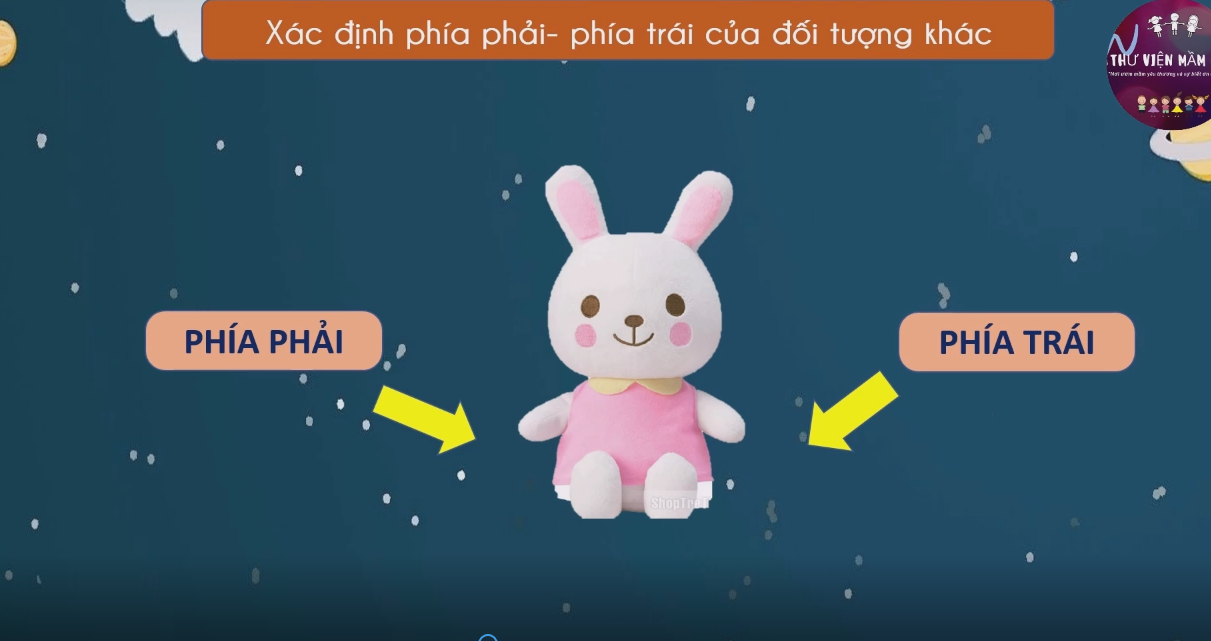 Xác định phía phải- phía trái của đối tượng khác
THƯ VIỆN MẦM
PHÍA PHẢI
PHÍA TRÁI